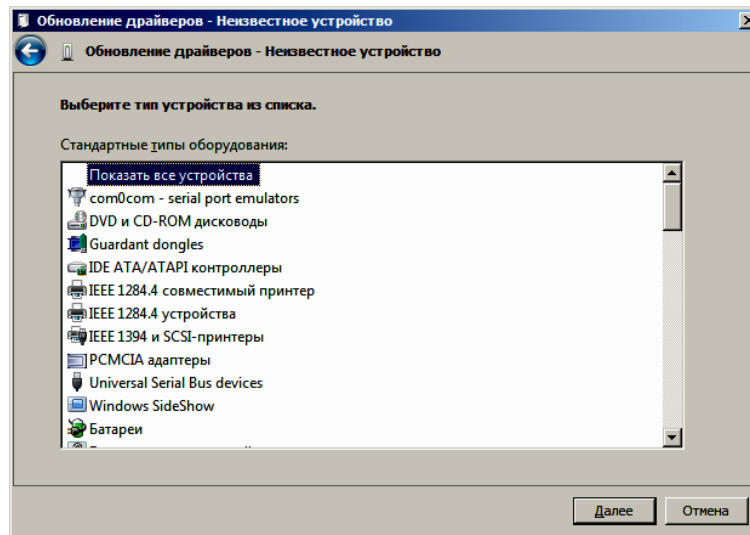 Обновление драйверов - Неизвестное устройство
Обновление драйверов - Неизвестное устройство
Выберите тип устройства из списка.
Стандартные типы оборудования:
Показать все устройства
com0com - serial port emulators
DVD и CD-ROM дисководы
Guardant dongles
IDE ATA/ATAPI контроллеры
IEEE 1284.4 совместимый принтер
IEEE 1284.4 устройства
IEEE 1394 и SCSI-принтеры
PCMCIA адаптеры
Universal Serial Bus devices
Windows SideShow
Батареи
Далее
Отмена